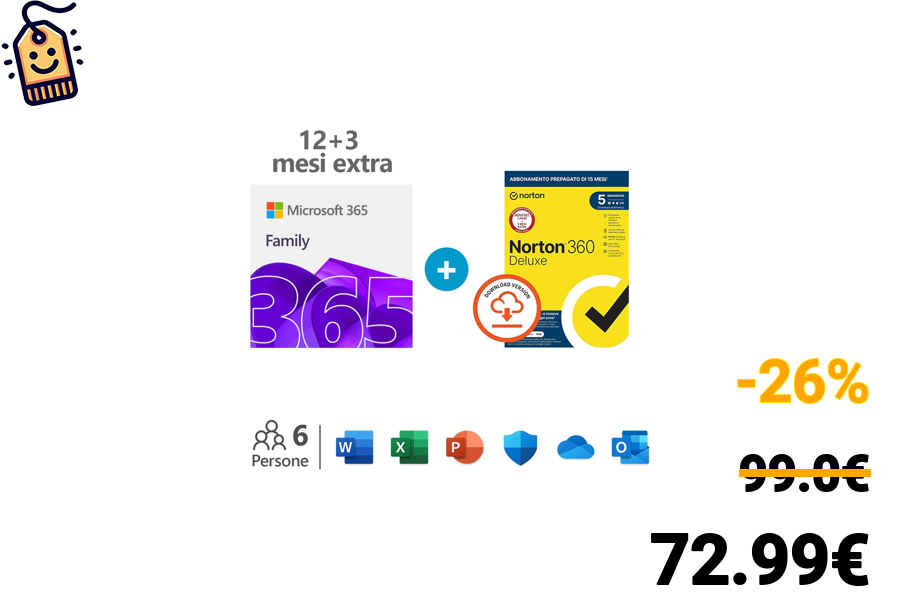 12+3
mesi extra
Microsoft 365
Family
365
+
ABBONAMENTO PREPAGATO DI 15 MESI
norton
5
Norton 360
Deluxe
DOWNLOAD VERSION
6
Persone
W
X
P
O
-26%
99.0€
72.99€